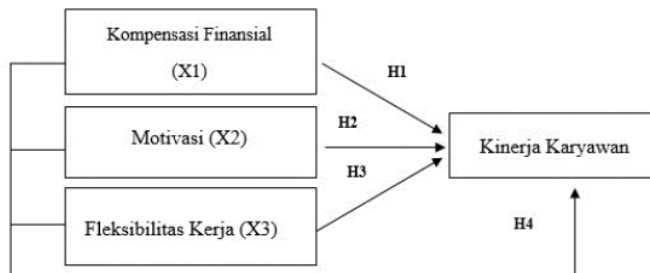 Kompensasi Finansial
(X1)
H1
H2
Motivasi (X2)
Kinerja Karyawan
H3
Fleksibilitas Kerja (X3)
H4